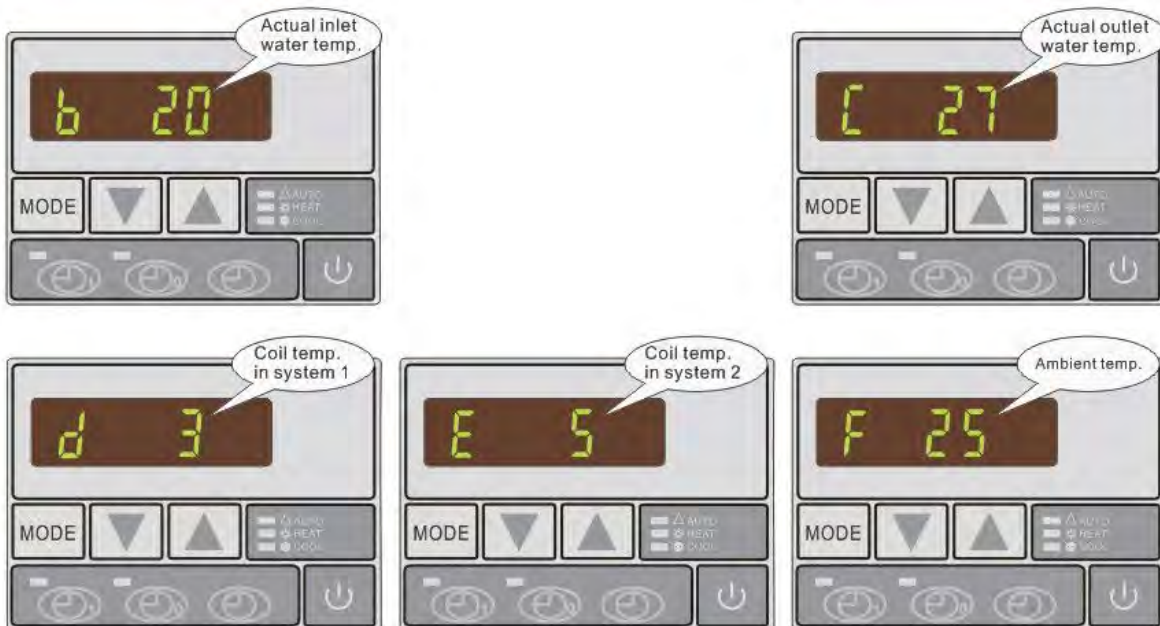 Actual inlet
water temp.
b 20
MODE
AUTO
HEAT
COOL
Actual outlet
water temp.
C 27
MODE
AUTO
HEAT
COOL
Coil temp.
in system 1
d 3
MODE
AUTO
HEAT
COOL
Coil temp.
in system 2
E 5
MODE
AUTO
HEAT
COOL
Ambient temp.
F 25
MODE
AUTO
HEAT
COOL